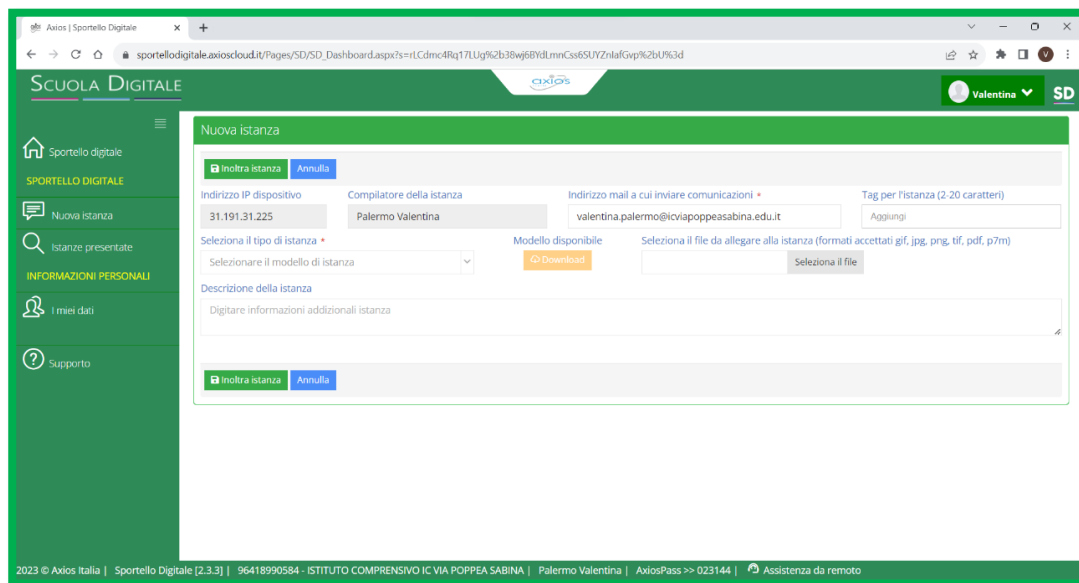 Axios | Sportello Digitale
sportellodigitale.axioscloud.it/Pages/SD/SD_Dashboard.aspx?s=rLCdmc4Rq17LUg%2b38wj6BYdLmnCss6SUYZnIafGvp%2bU%3d
V
SCUOLA DIGITALE
axios
Valentina
SD
Sportello digitale
SPORTELLO DIGITALE
Nuova istanza
Istanze presentate
INFORMAZIONI PERSONALI
I miei dati
Supporto
Nuova istanza
Inoltra istanza Annulla
Indirizzo IP dispositivo Compilatore della istanza Indirizzo mail a cui inviare comunicazioni * Tag per l'istanza (2-20 caratteri)
31.191.31.225 Palermo Valentina valentina.palermo@icviapoppeasabina.edu.it Aggiungi
Seleziona il tipo di istanza * Modello disponibile Seleziona il file da allegare alla istanza (formati accettati gif, jpg, png, tif, pdf, p7m)
Selezionare il modello di istanza Download Seleziona il file
Descrizione della istanza
Digitare informazioni addizionali istanza
Inoltra istanza Annulla
2023 © Axios Italia | Sportello Digitale [2.3.3] | 96418990584 - ISTITUTO COMPRENSIVO IC VIA POPPEA SABINA | Palermo Valentina | AxiosPass >> 023144 | Assistenza da remoto